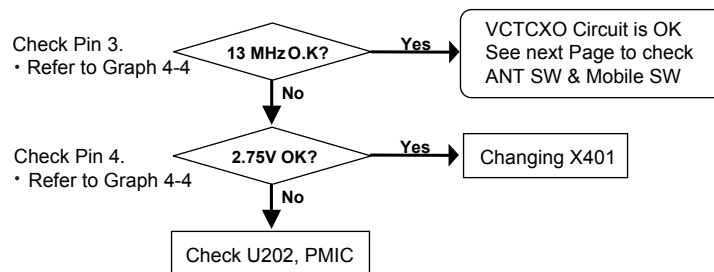 Check Pin 3.
・Refer to Graph 4-4
13 MHz O.K?
Yes
VCTCXO Circuit is OK
See next Page to check
ANT SW & Mobile SW
No
Check Pin 4.
・Refer to Graph 4-4
2.75V OK?
Yes
Changing X401
No
Check U202, PMIC